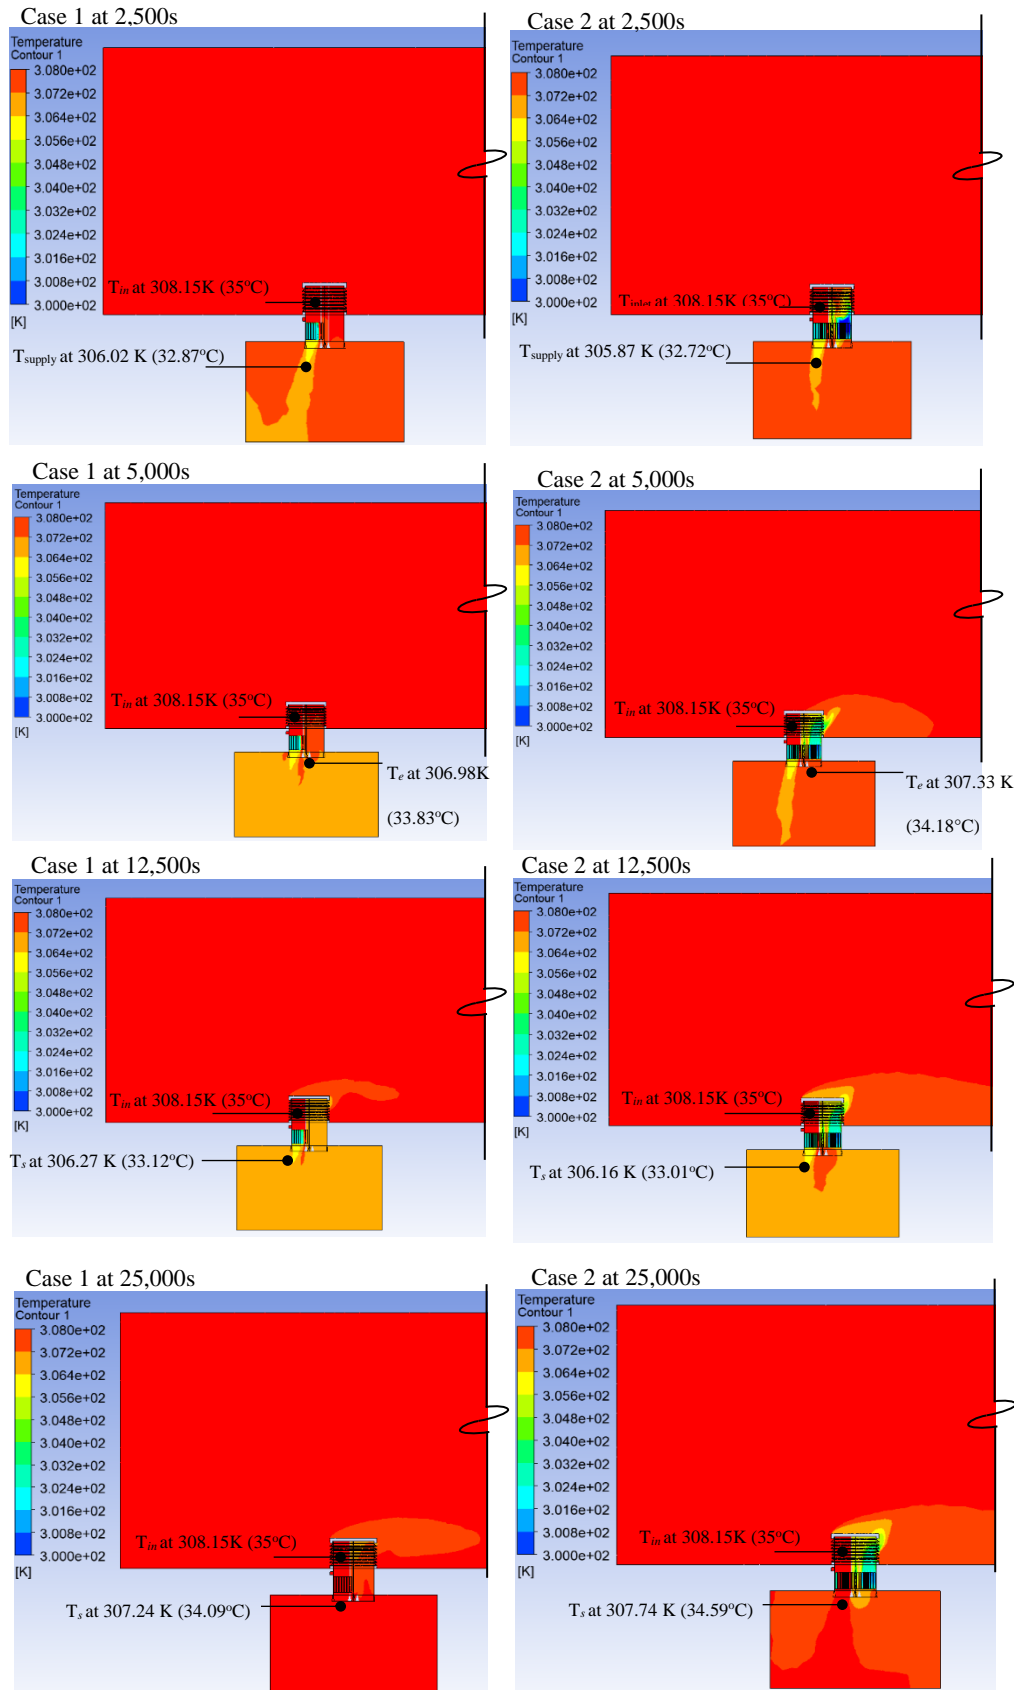 Case 1 at 2,500s
Temperature
Contour 1
3.080e+02
3.072e+02
3.064e+02
3.056e+02
3.048e+02
3.040e+02
3.032e+02
3.024e+02
3.016e+02
3.008e+02
3.000e+02
[K]
Tin at 308.15K (35°C)
Tsupply at 306.02 K (32.87°C)
Case 2 at 2,500s
Temperature
Contour 1
3.080e+02
3.072e+02
3.064e+02
3.056e+02
3.048e+02
3.040e+02
3.032e+02
3.024e+02
3.016e+02
3.008e+02
3.000e+02
[K]
Tinlet at 308.15K (35°C)
Tsupply at 305.87 K (32.72°C)
Case 1 at 5,000s
Temperature
Contour 1
3.080e+02
3.072e+02
3.064e+02
3.056e+02
3.048e+02
3.040e+02
3.032e+02
3.024e+02
3.016e+02
3.008e+02
3.000e+02
[K]
Tin at 308.15K (35°C)
Te at 306.98K
(33.83°C)
Case 2 at 5,000s
Temperature
Contour 1
3.080e+02
3.072e+02
3.064e+02
3.056e+02
3.048e+02
3.040e+02
3.032e+02
3.024e+02
3.016e+02
3.008e+02
3.000e+02
[K]
Tin at 308.15K (35°C)
Te at 307.33 K
(34.18°C)
Case 1 at 12,500s
Temperature
Contour 1
3.080e+02
3.072e+02
3.064e+02
3.056e+02
3.048e+02
3.040e+02
3.032e+02
3.024e+02
3.016e+02
3.008e+02
3.000e+02
[K]
Tin at 308.15K (35°C)
Ts at 306.27 K (33.12°C)
Case 2 at 12,500s
Temperature
Contour 1
3.080e+02
3.072e+02
3.064e+02
3.056e+02
3.048e+02
3.040e+02
3.032e+02
3.024e+02
3.016e+02
3.008e+02
3.000e+02
[K]
Tin at 308.15K (35°C)
Ts at 306.16 K (33.01°C)
Case 1 at 25,000s
Temperature
Contour 1
3.080e+02
3.072e+02
3.064e+02
3.056e+02
3.048e+02
3.040e+02
3.032e+02
3.024e+02
3.016e+02
3.008e+02
3.000e+02
[K]
Tin at 308.15K (35°C)
Ts at 307.24 K (34.09°C)
Case 2 at 25,000s
Temperature
Contour 1
3.080e+02
3.072e+02
3.064e+02
3.056e+02
3.048e+02
3.040e+02
3.032e+02
3.024e+02
3.016e+02
3.008e+02
3.000e+02
[K]
Tin at 308.15K (35°C)
Ts at 307.74 K (34.59°C)